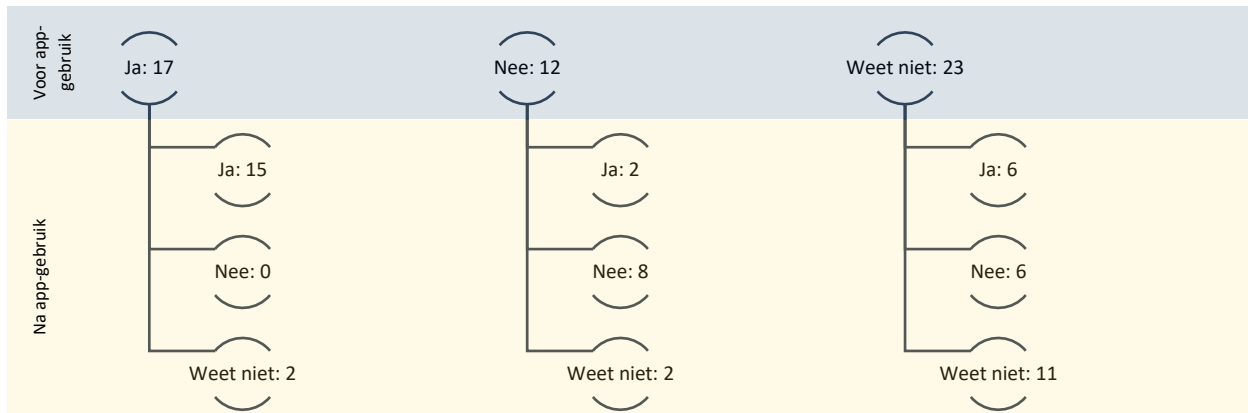 Voor app-
gebruik
Ja: 17
Nee: 12
Weet niet: 23
Na app-gebruik
Ja: 15
Ja: 2
Ja: 6
Nee: 0
Nee: 8
Nee: 6
Weet niet: 2
Weet niet: 2
Weet niet: 11